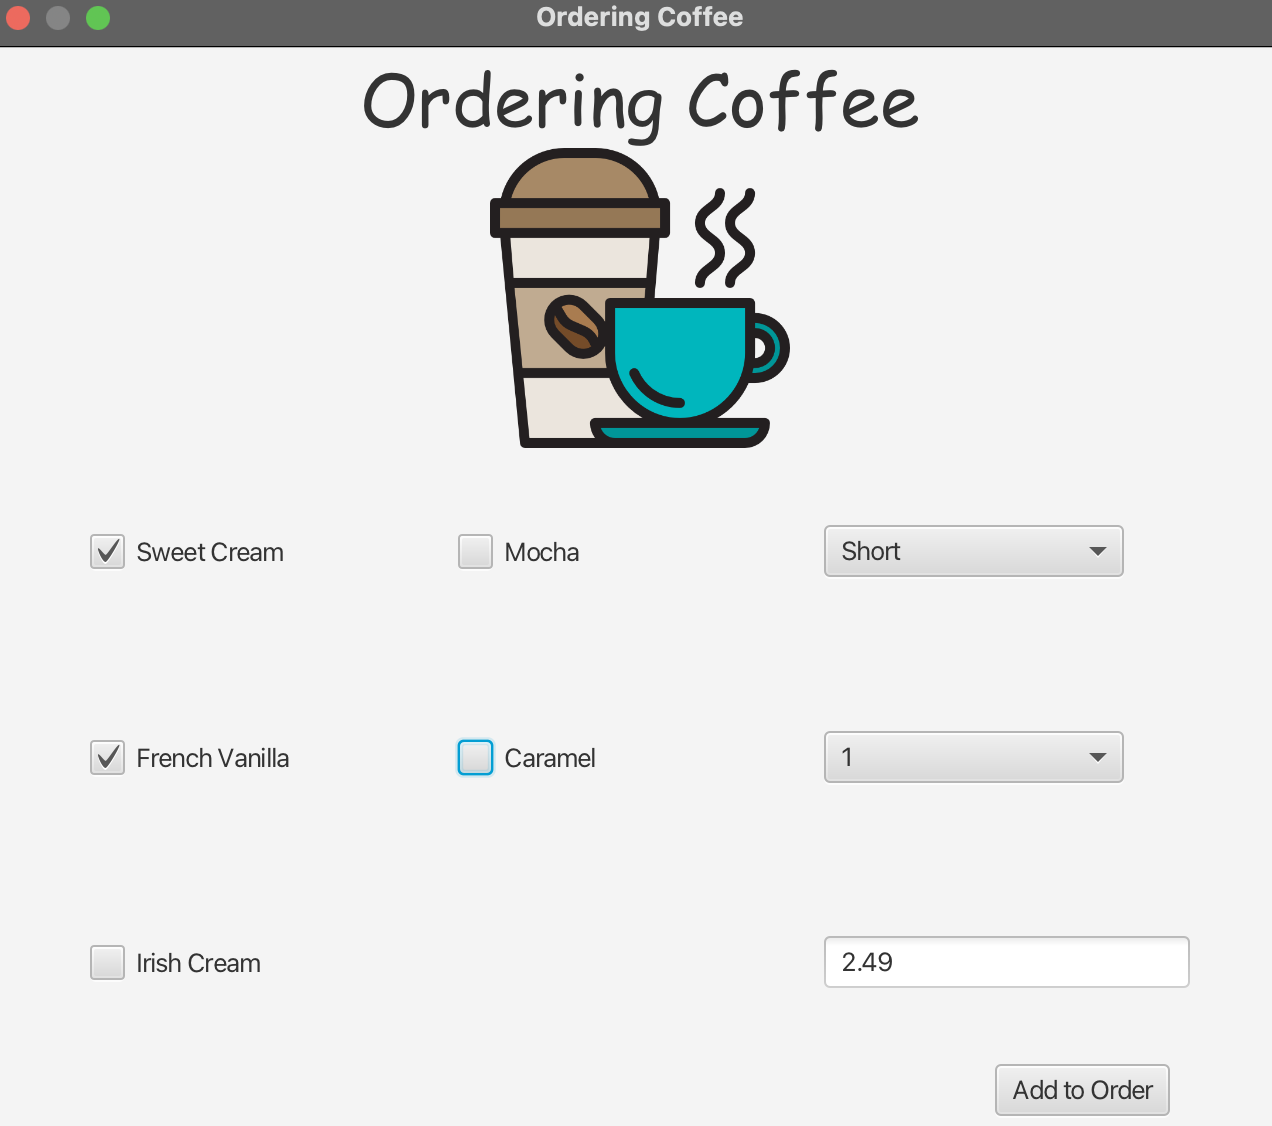 Ordering Coffee
Ordering Coffee
Sweet Cream
Mocha
Short
French Vanilla
Caramel
1
Irish Cream
2.49
Add to Order